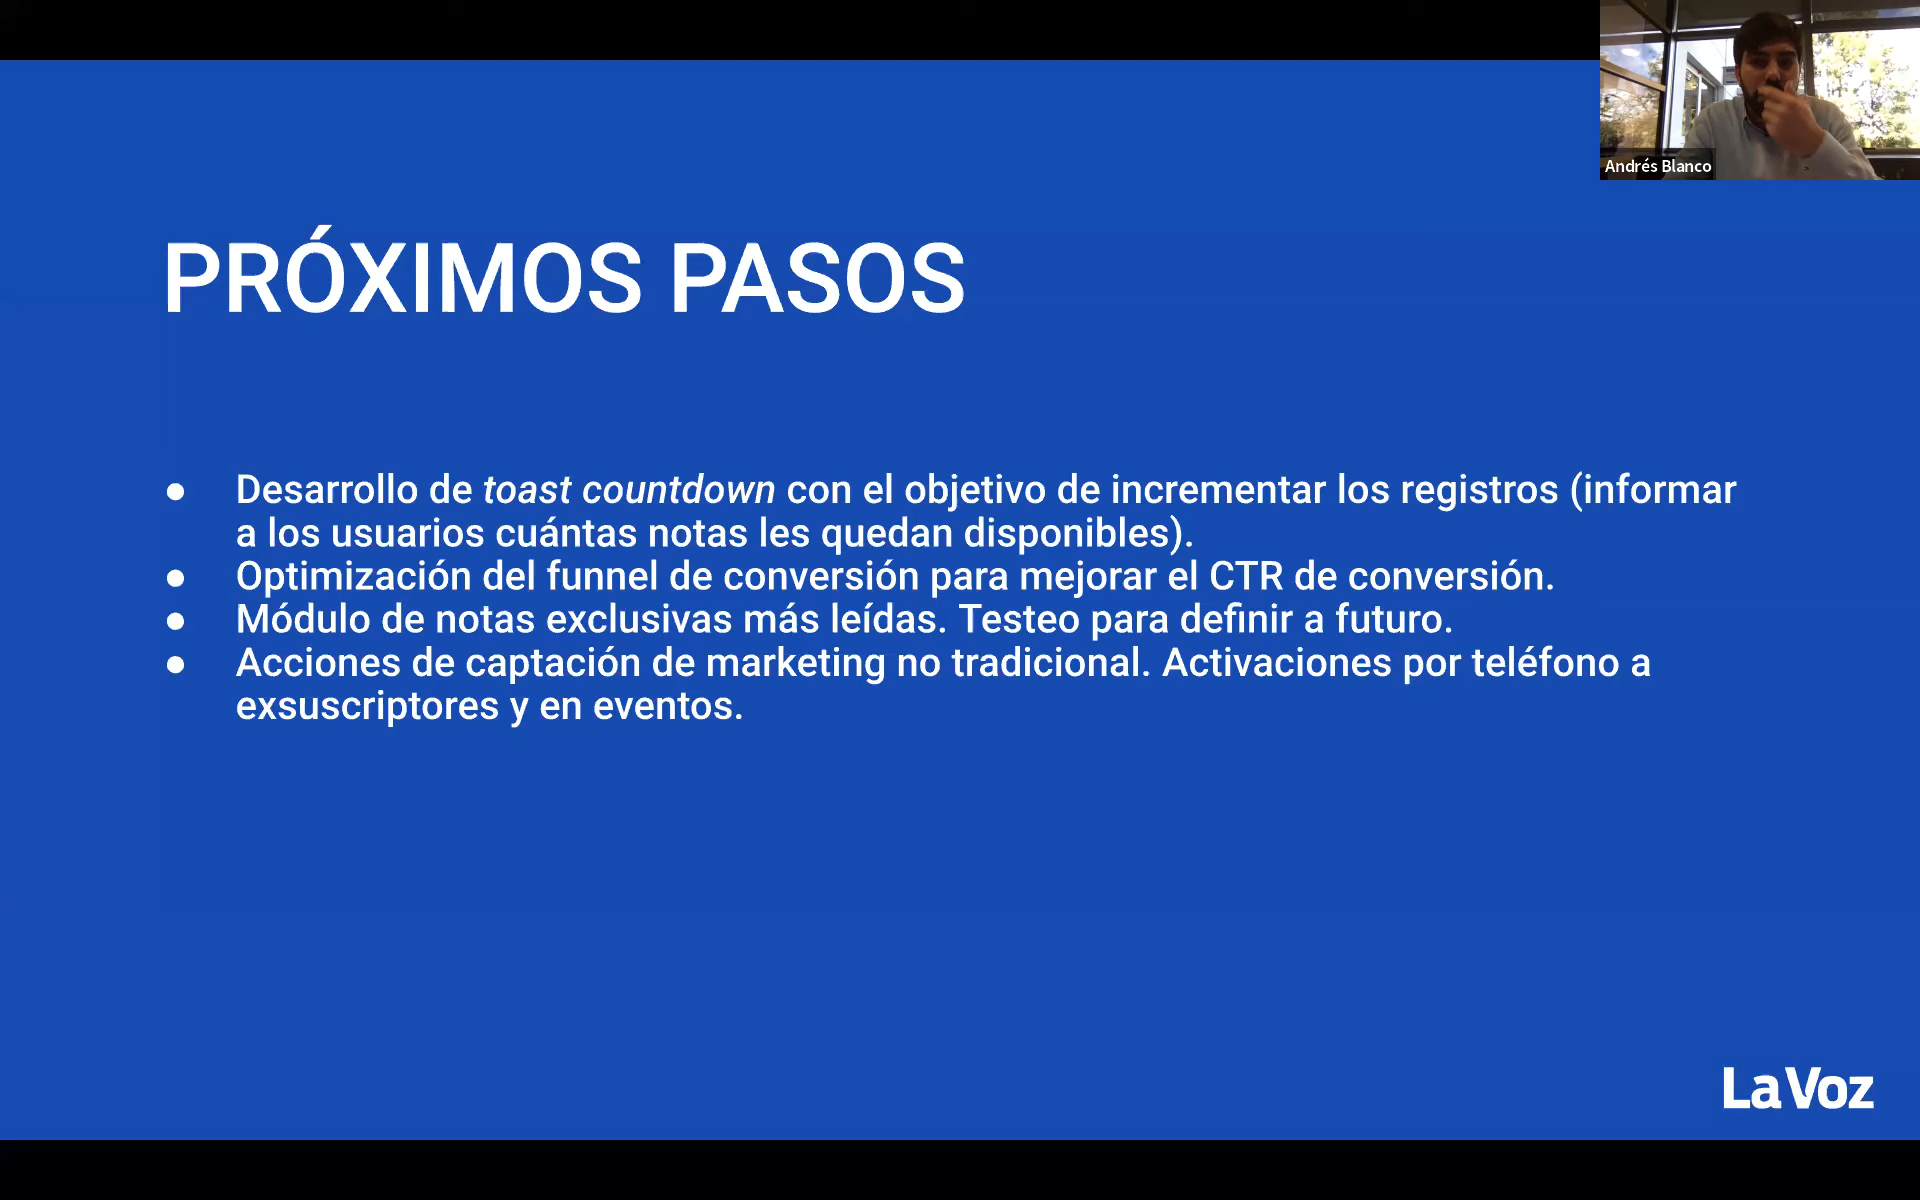 Andrés Blanco
PRÓXIMOS PASOS
● Desarrollo de toast countdown con el objetivo de incrementar los registros (informar
a los usuarios cuántas notas les quedan disponibles).
● Optimización del funnel de conversión para mejorar el CTR de conversión.
● Módulo de notas exclusivas más leídas. Testeo para definir a futuro.
● Acciones de captación de marketing no tradicional. Activaciones por teléfono a
exsuscriptores y en eventos.
La Voz